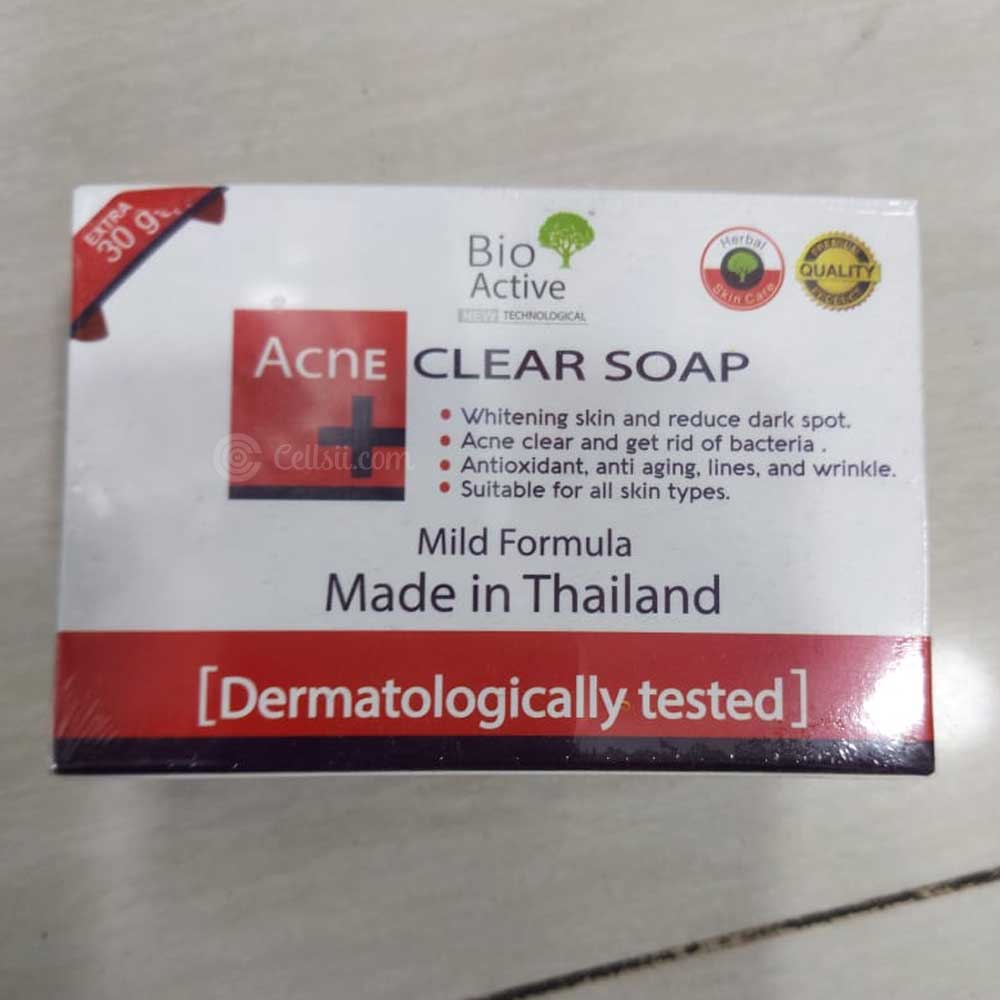 EXTRA
30 g
Bio
Active
NEW TECHNOLOGICAL
Herbal
Skin Care
PREMIUM
QUALITY
Acne CLEAR SOAP
• Whitening skin and reduce dark spot.
• Acne clear and get rid of bacteria .
• Antioxidant, anti aging, lines, and wrinkle.
• Suitable for all skin types.
Cellsii.com
Mild Formula
Made in Thailand
[Dermatologically tested]